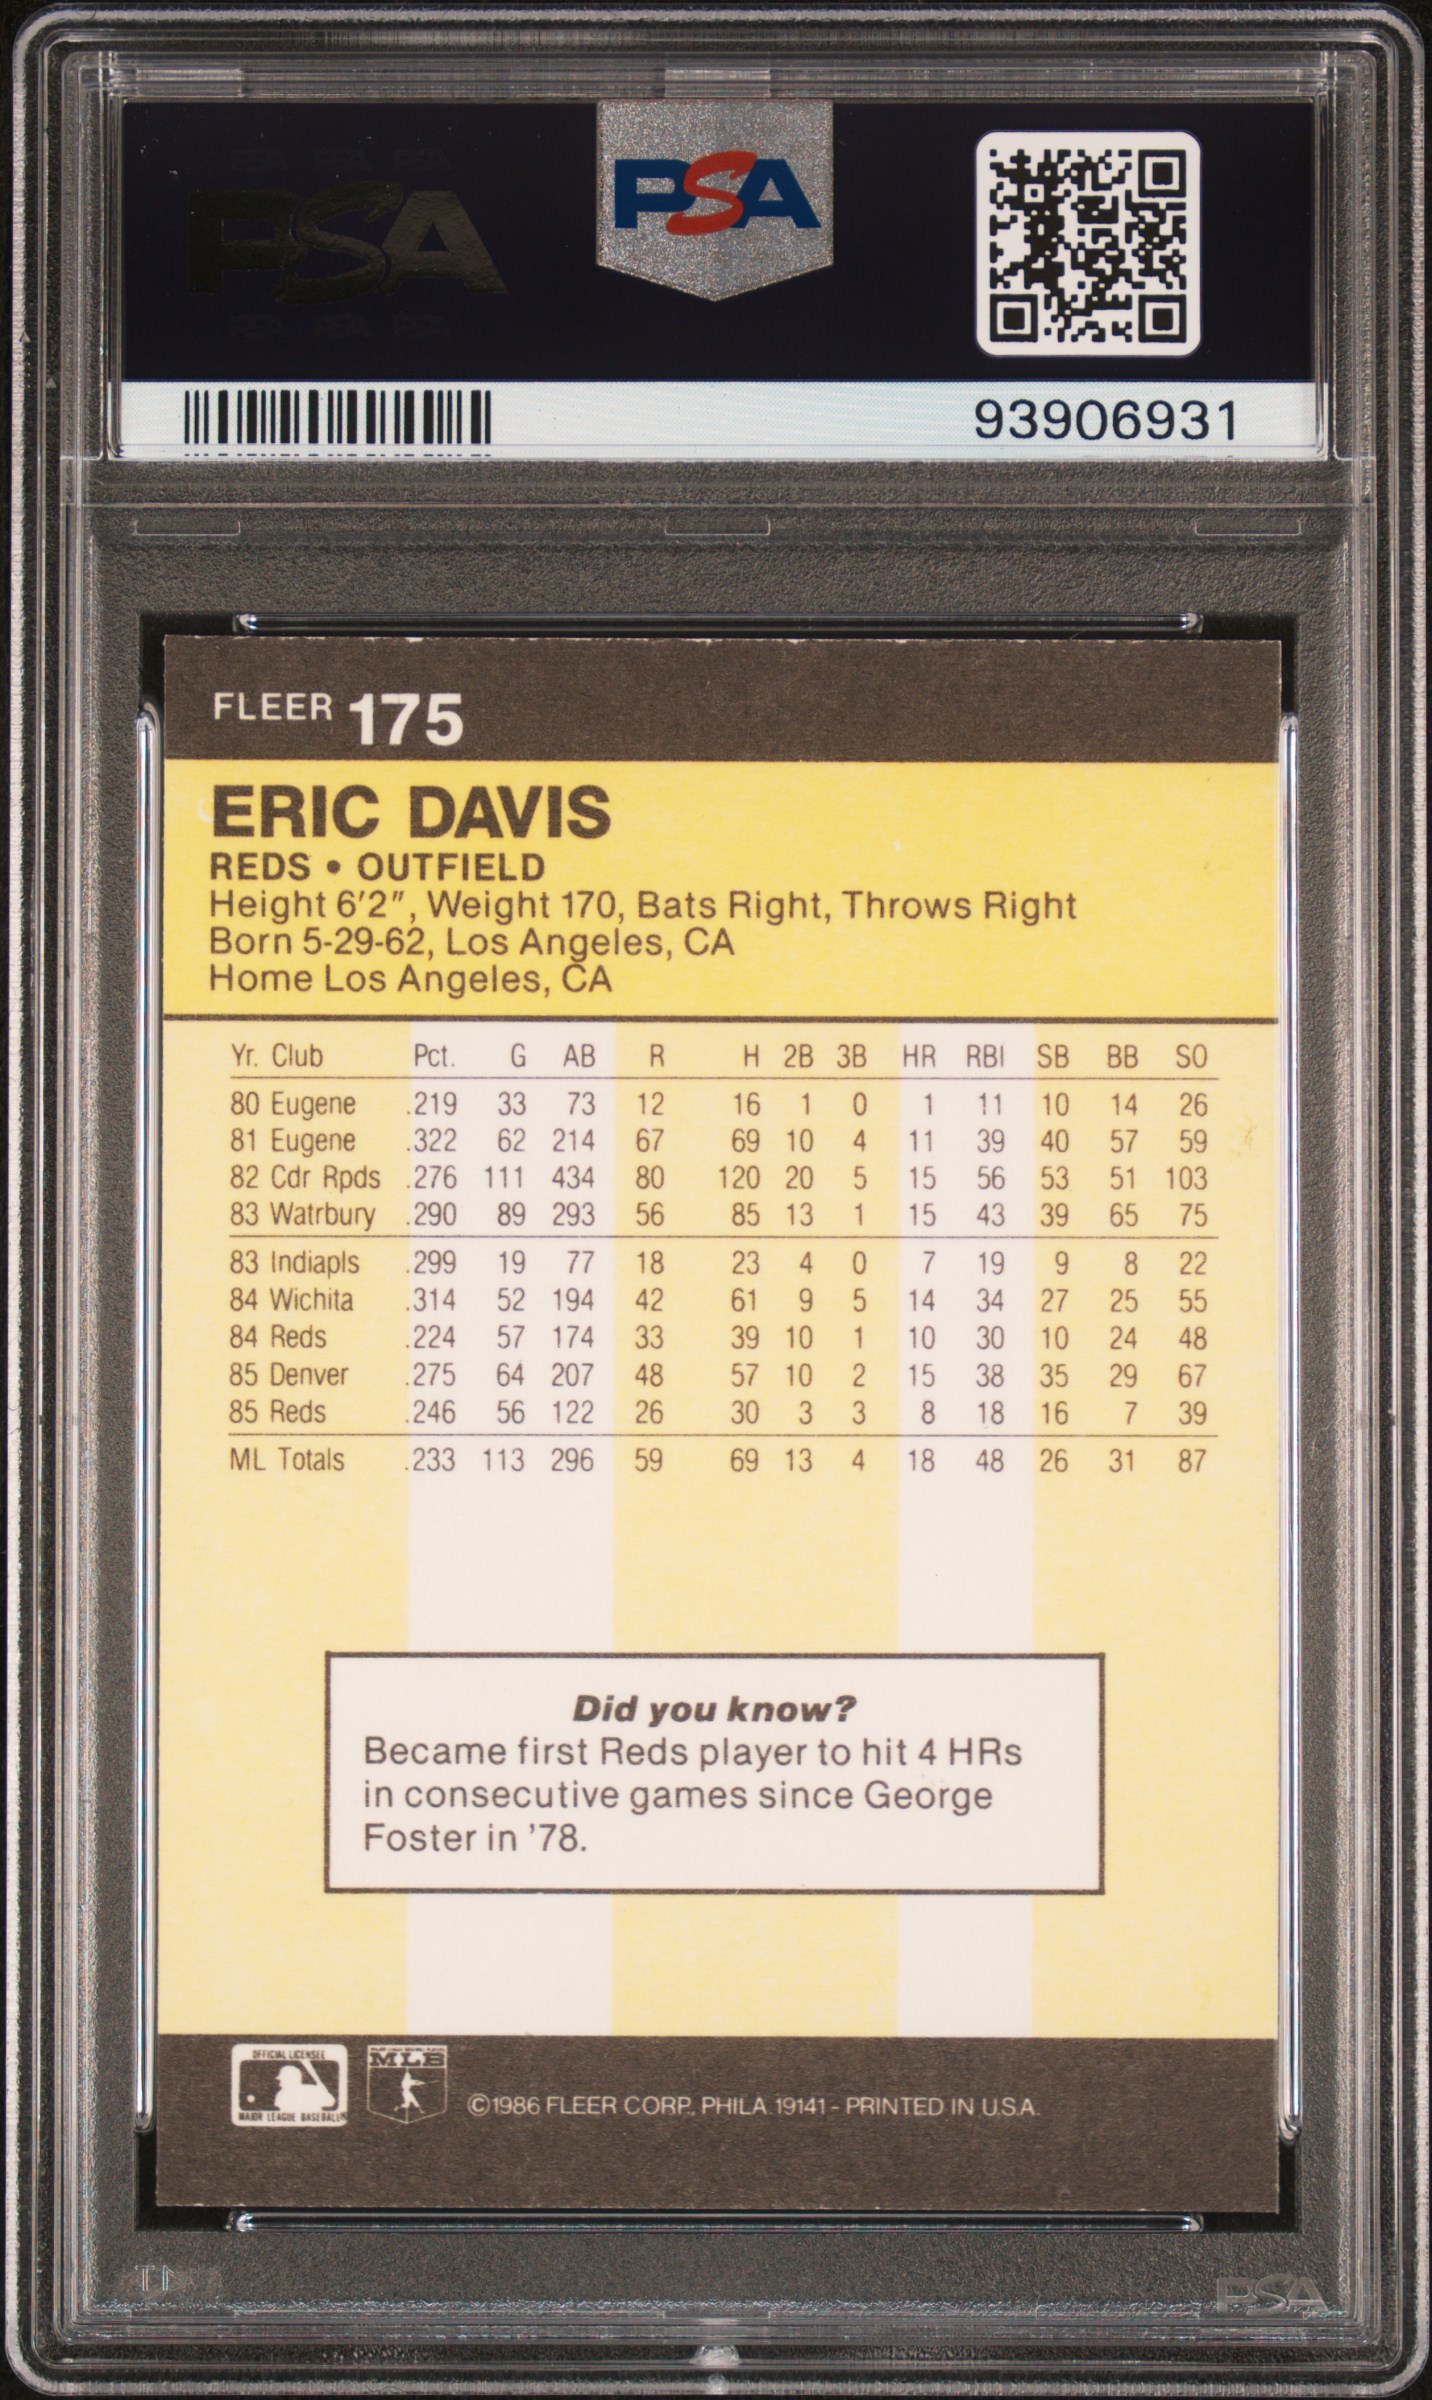 PSA
PSA
93906931
FLEER 175
ERIC DAVIS
REDS • OUTFIELD
Height 6'2", Weight 170, Bats Right, Throws Right
Born 5-29-62, Los Angeles, CA
Home Los Angeles, CA
Yr. Club Pct. G AB R H 2B 3B HR RBI SB BB SO
80 Eugene .219 33 73 12 16 1 0 1 11 10 14 26
81 Eugene .322 62 214 67 69 10 4 11 39 40 57 59
82 Cdr Rpds .276 111 434 80 120 20 5 15 56 53 51 103
83 Watrbury .290 89 293 56 85 13 1 15 43 39 65 75
83 Indiapls .299 19 77 18 23 4 0 7 19 9 8 22
84 Wichita .314 52 194 42 61 9 5 14 34 27 25 55
84 Reds .224 57 174 33 39 10 1 10 30 10 24 48
85 Denver .275 64 207 48 57 10 2 15 38 35 29 67
85 Reds .246 56 122 26 30 3 3 8 18 16 7 39
ML Totals .233 113 296 59 69 13 4 18 48 26 31 87
Did you know?
Became first Reds player to hit 4 HRs
in consecutive games since George
Foster in '78.
OFFICIAL LICENSEE
MAJOR LEAGUE BASEBALL
MLB
©1986 FLEER CORP., PHILA. 19141 - PRINTED IN U.S.A.
PSA